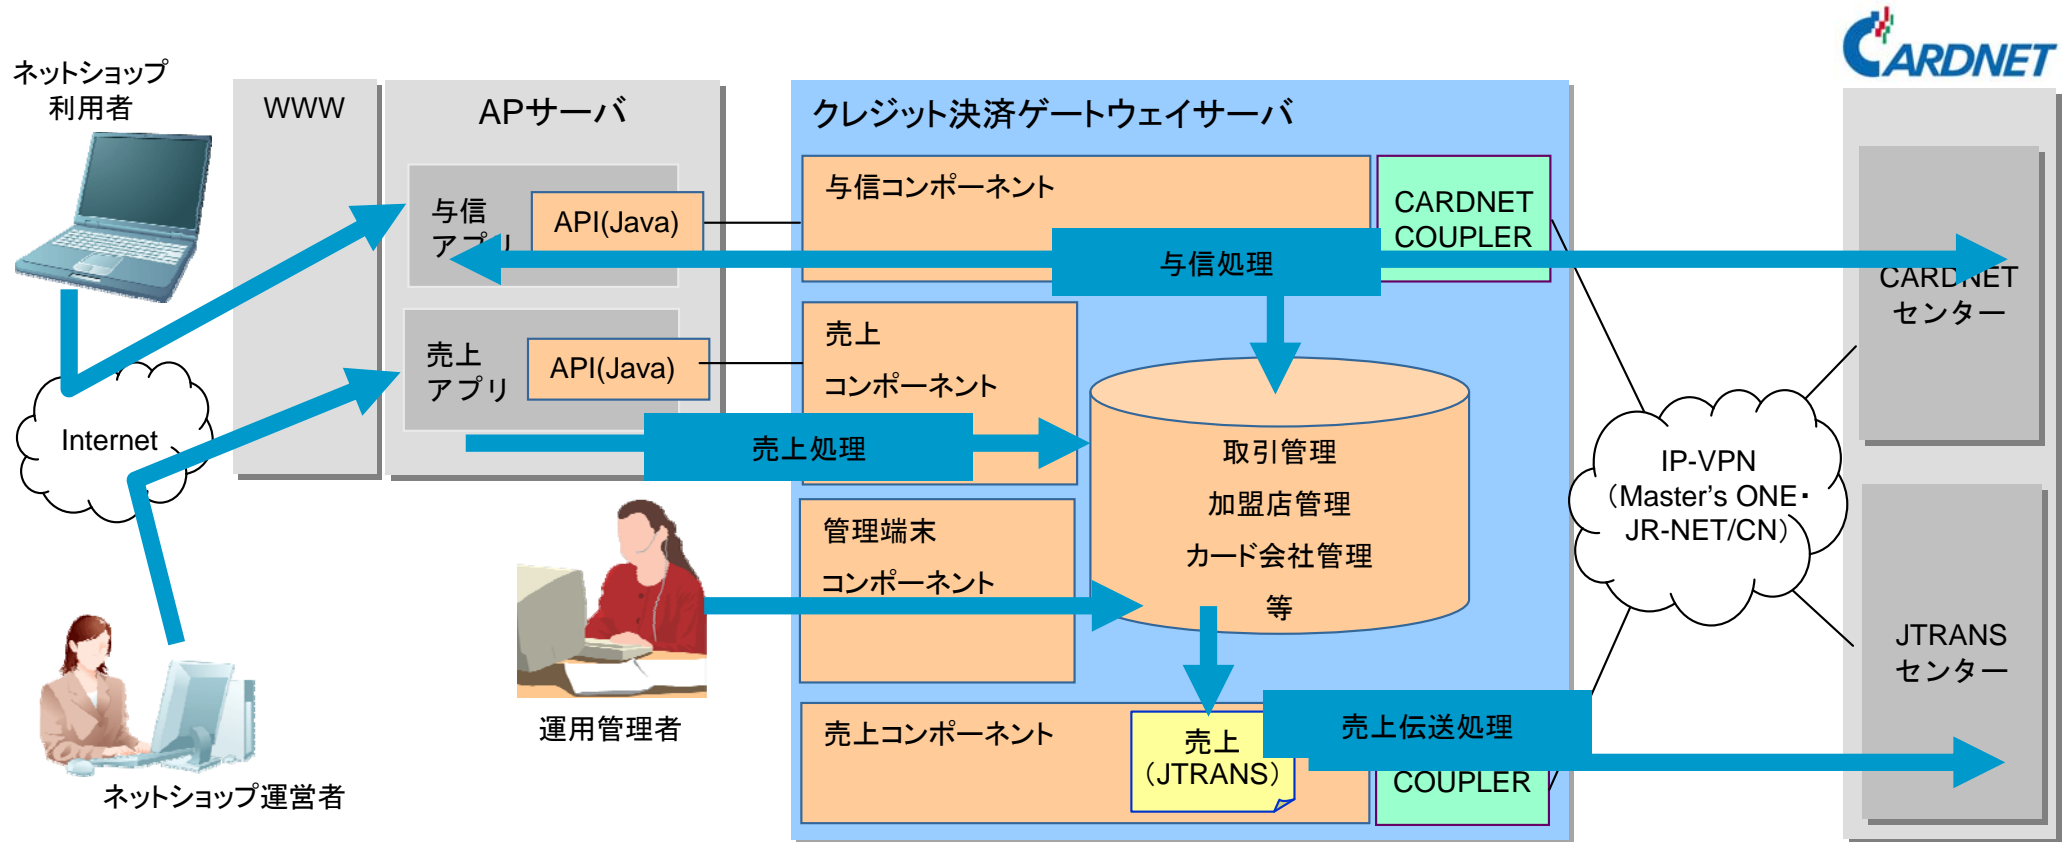 CARDNET
ネットショップ
利用者
WWW
APサーバ
クレジット決済ゲートウェイサーバ
与信
アプリ
API(Java)
与信コンポーネント
CARDNET
COUPLER
与信処理
CARDNET
センター
売上
アプリ
API(Java)
売上
コンポーネント
Internet
売上処理
取引管理
加盟店管理
カード会社管理
等
IP-VPN
（Master's ONE・
JR-NET/CN）
管理端末
コンポーネント
JTRANS
センター
運用管理者
売上コンポーネント
売上
（JTRANS）
売上伝送処理
COUPLER
ネットショップ運営者